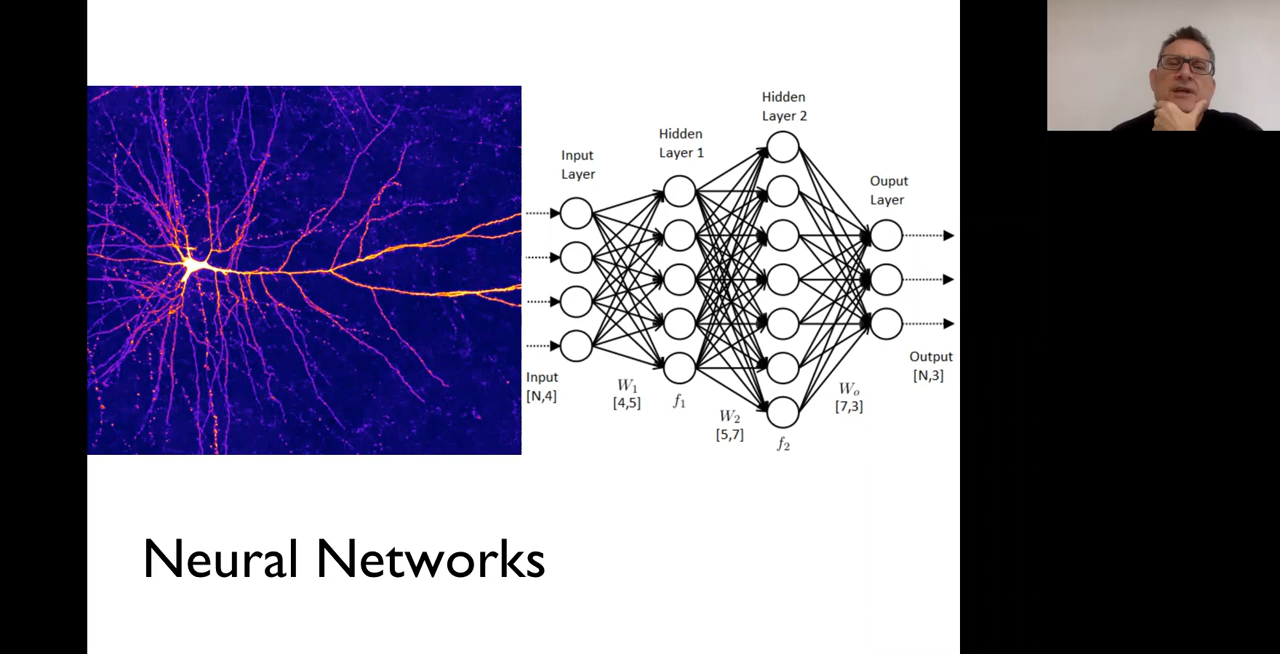 Input
Layer
Hidden
Layer 1
Hidden
Layer 2
Ouput
Layer
Input
[N,4]
W₁
[4,5]
f₁
W₂
[5,7]
f₂
Wₒ
[7,3]
Output
[N,3]
Neural Networks